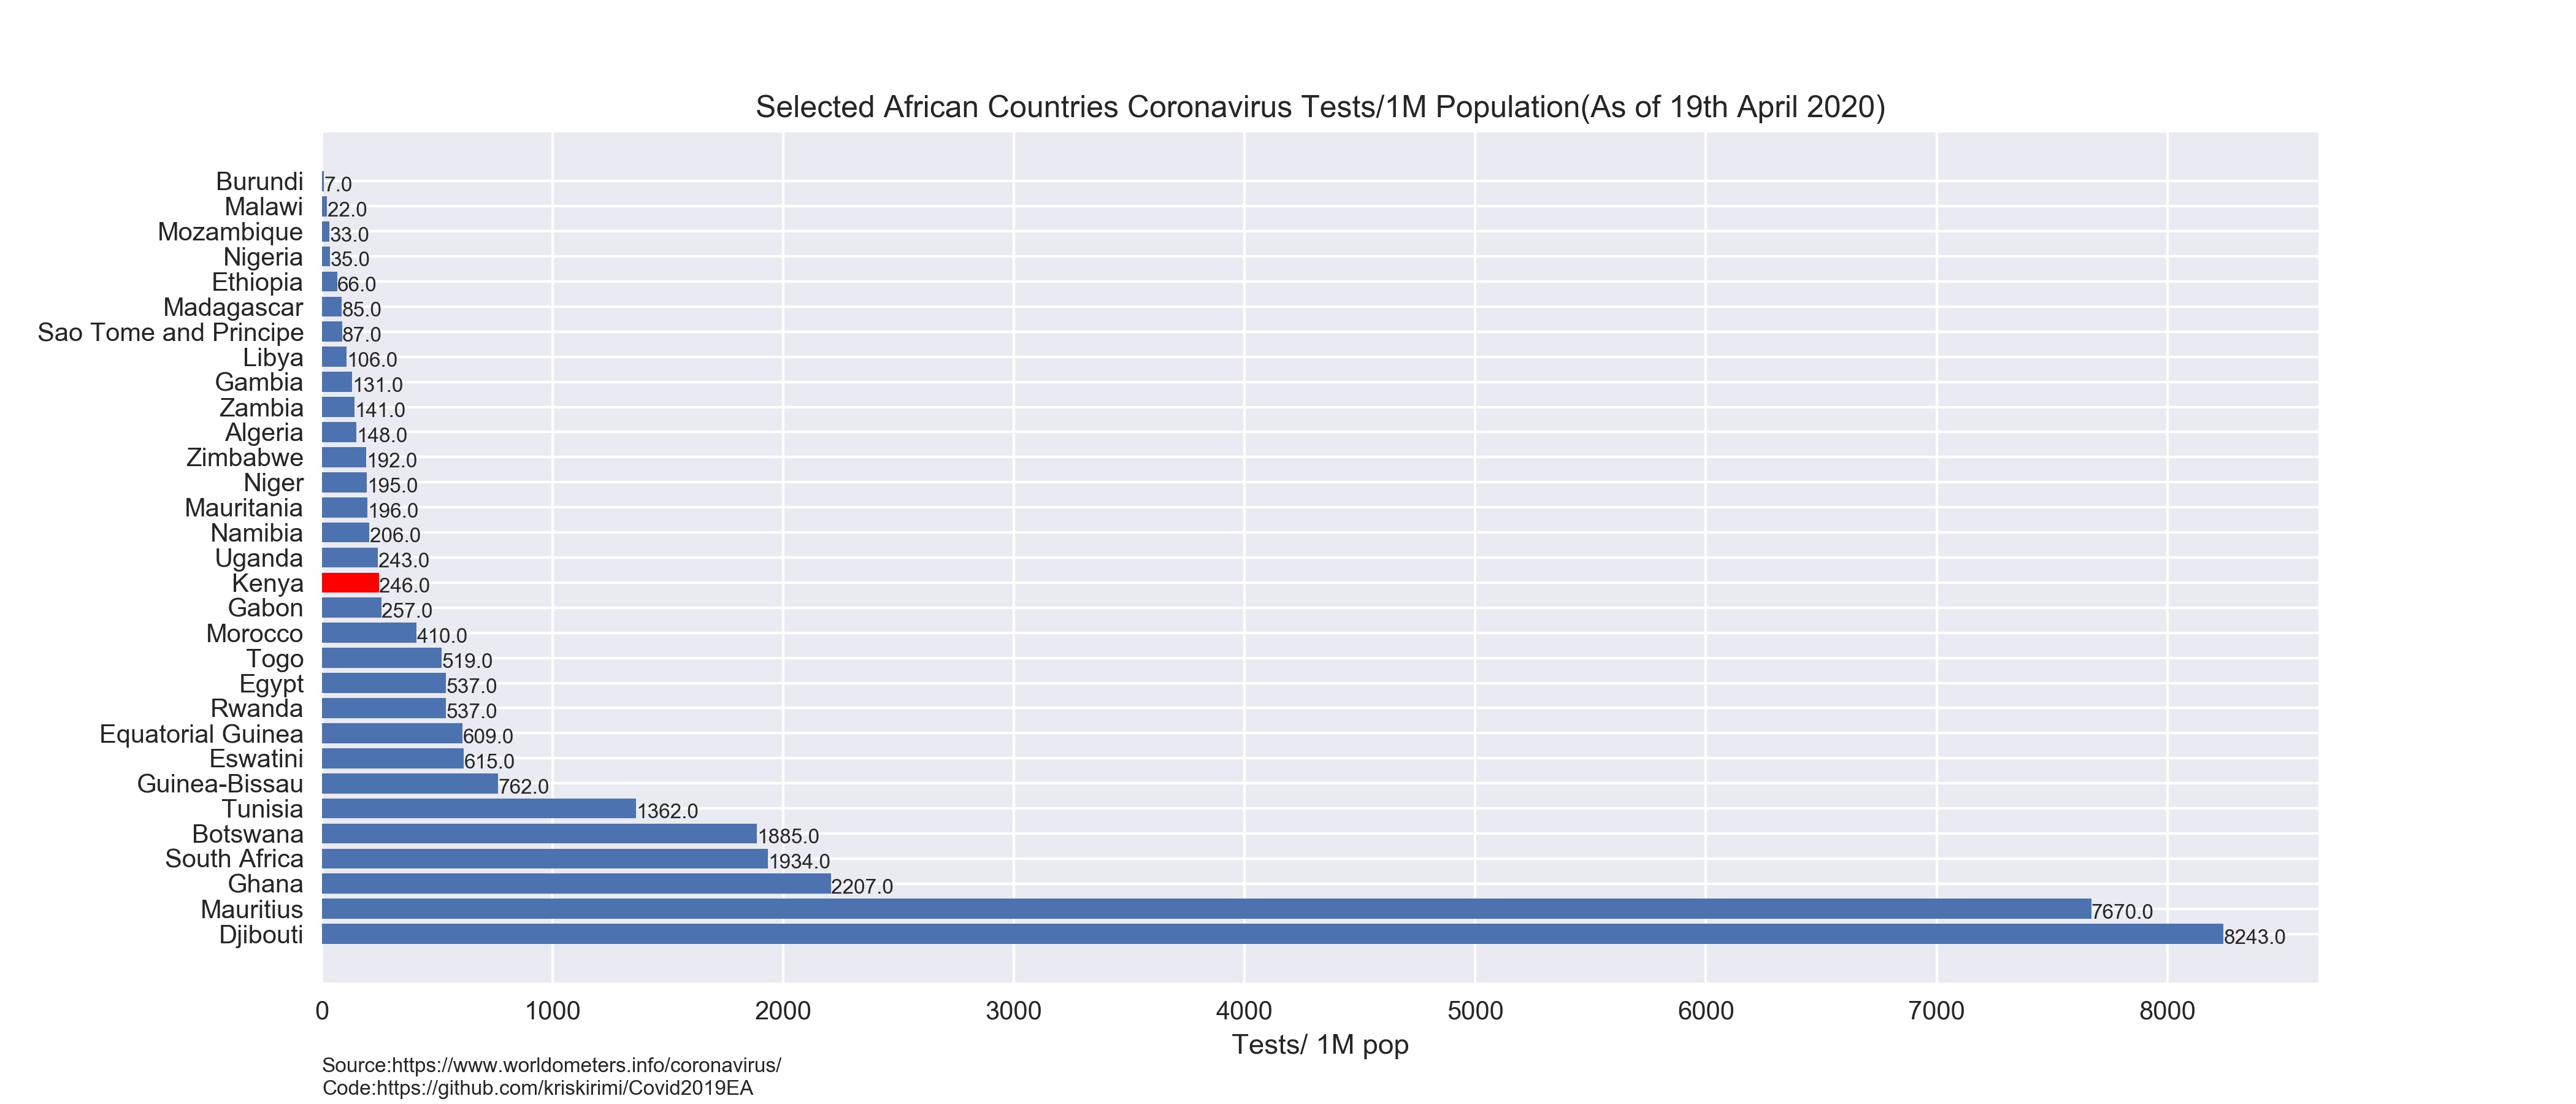 Selected African Countries Coronavirus Tests/1M Population(As of 19th April 2020)
Burundi 7.0
Malawi 22.0
Mozambique 33.0
Nigeria 35.0
Ethiopia 66.0
Madagascar 85.0
Sao Tome and Principe 87.0
Libya 106.0
Gambia 131.0
Zambia 141.0
Algeria 148.0
Zimbabwe 192.0
Niger 195.0
Mauritania 196.0
Namibia 206.0
Uganda 243.0
Kenya 246.0
Gabon 257.0
Morocco 410.0
Togo 519.0
Egypt 537.0
Rwanda 537.0
Equatorial Guinea 609.0
Eswatini 615.0
Guinea-Bissau 762.0
Tunisia 1362.0
Botswana 1885.0
South Africa 1934.0
Ghana 2207.0
Mauritius 7670.0
Djibouti 8243.0
0 1000 2000 3000 4000 5000 6000 7000 8000
Tests/ 1M pop
Source:https://www.worldometers.info/coronavirus/
Code:https://github.com/kriskirimi/Covid2019EA